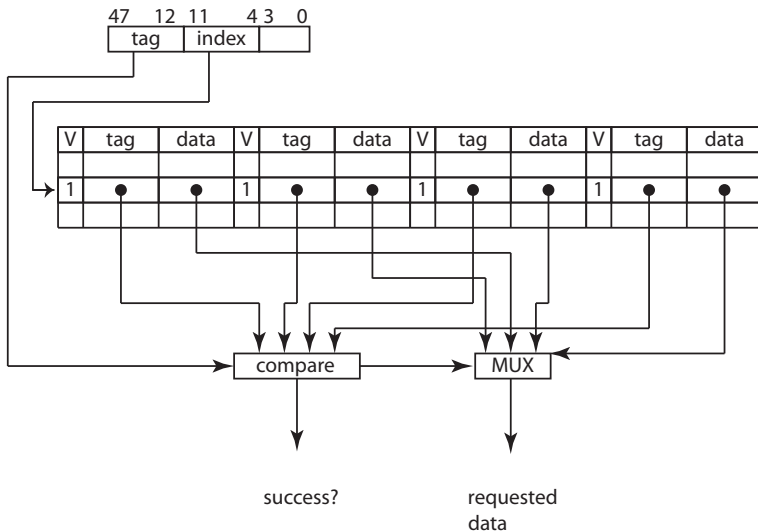 47 12 11 4 3 0
tag index
V tag data V tag data V tag data V tag data
1 1 1 1
compare MUX
success? requested
data